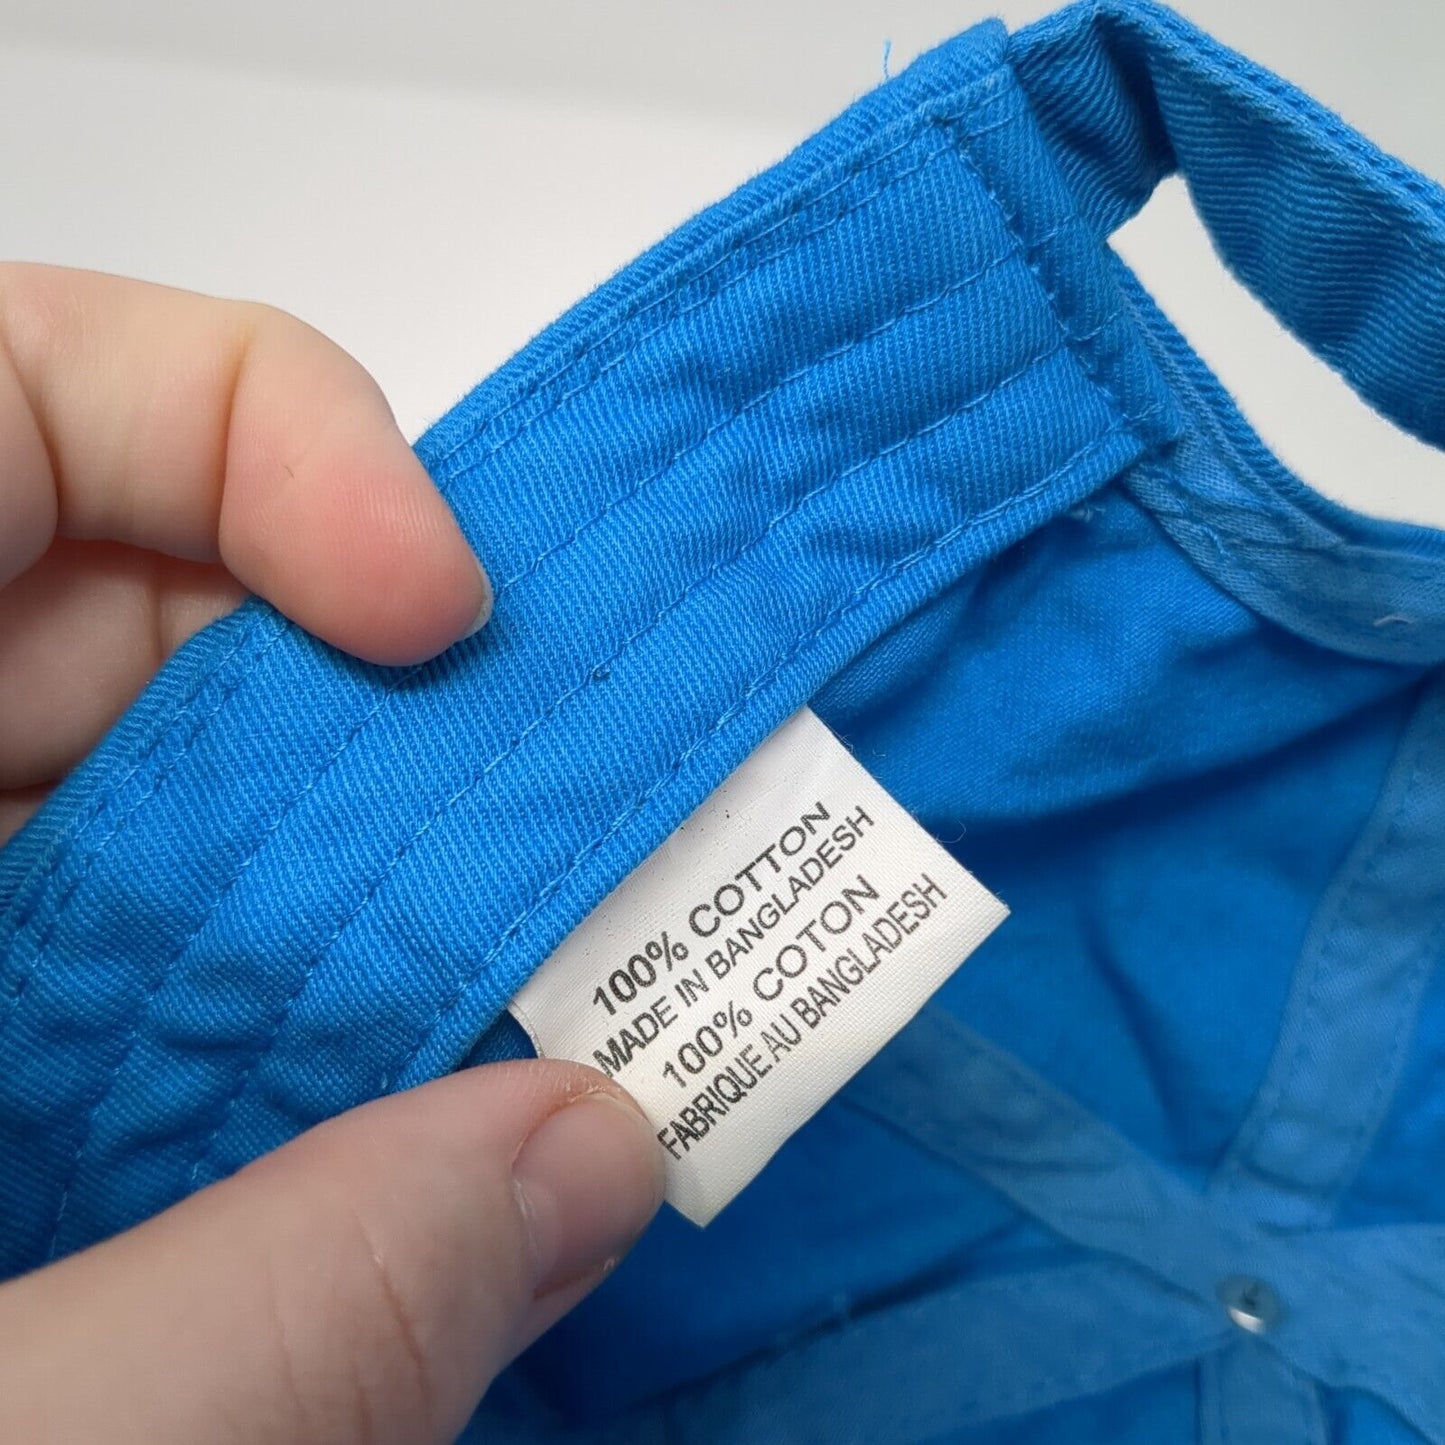 100% COTTON
MADE IN BANGLADESH
100% COTON
FABRIQUE AU BANGLADESH